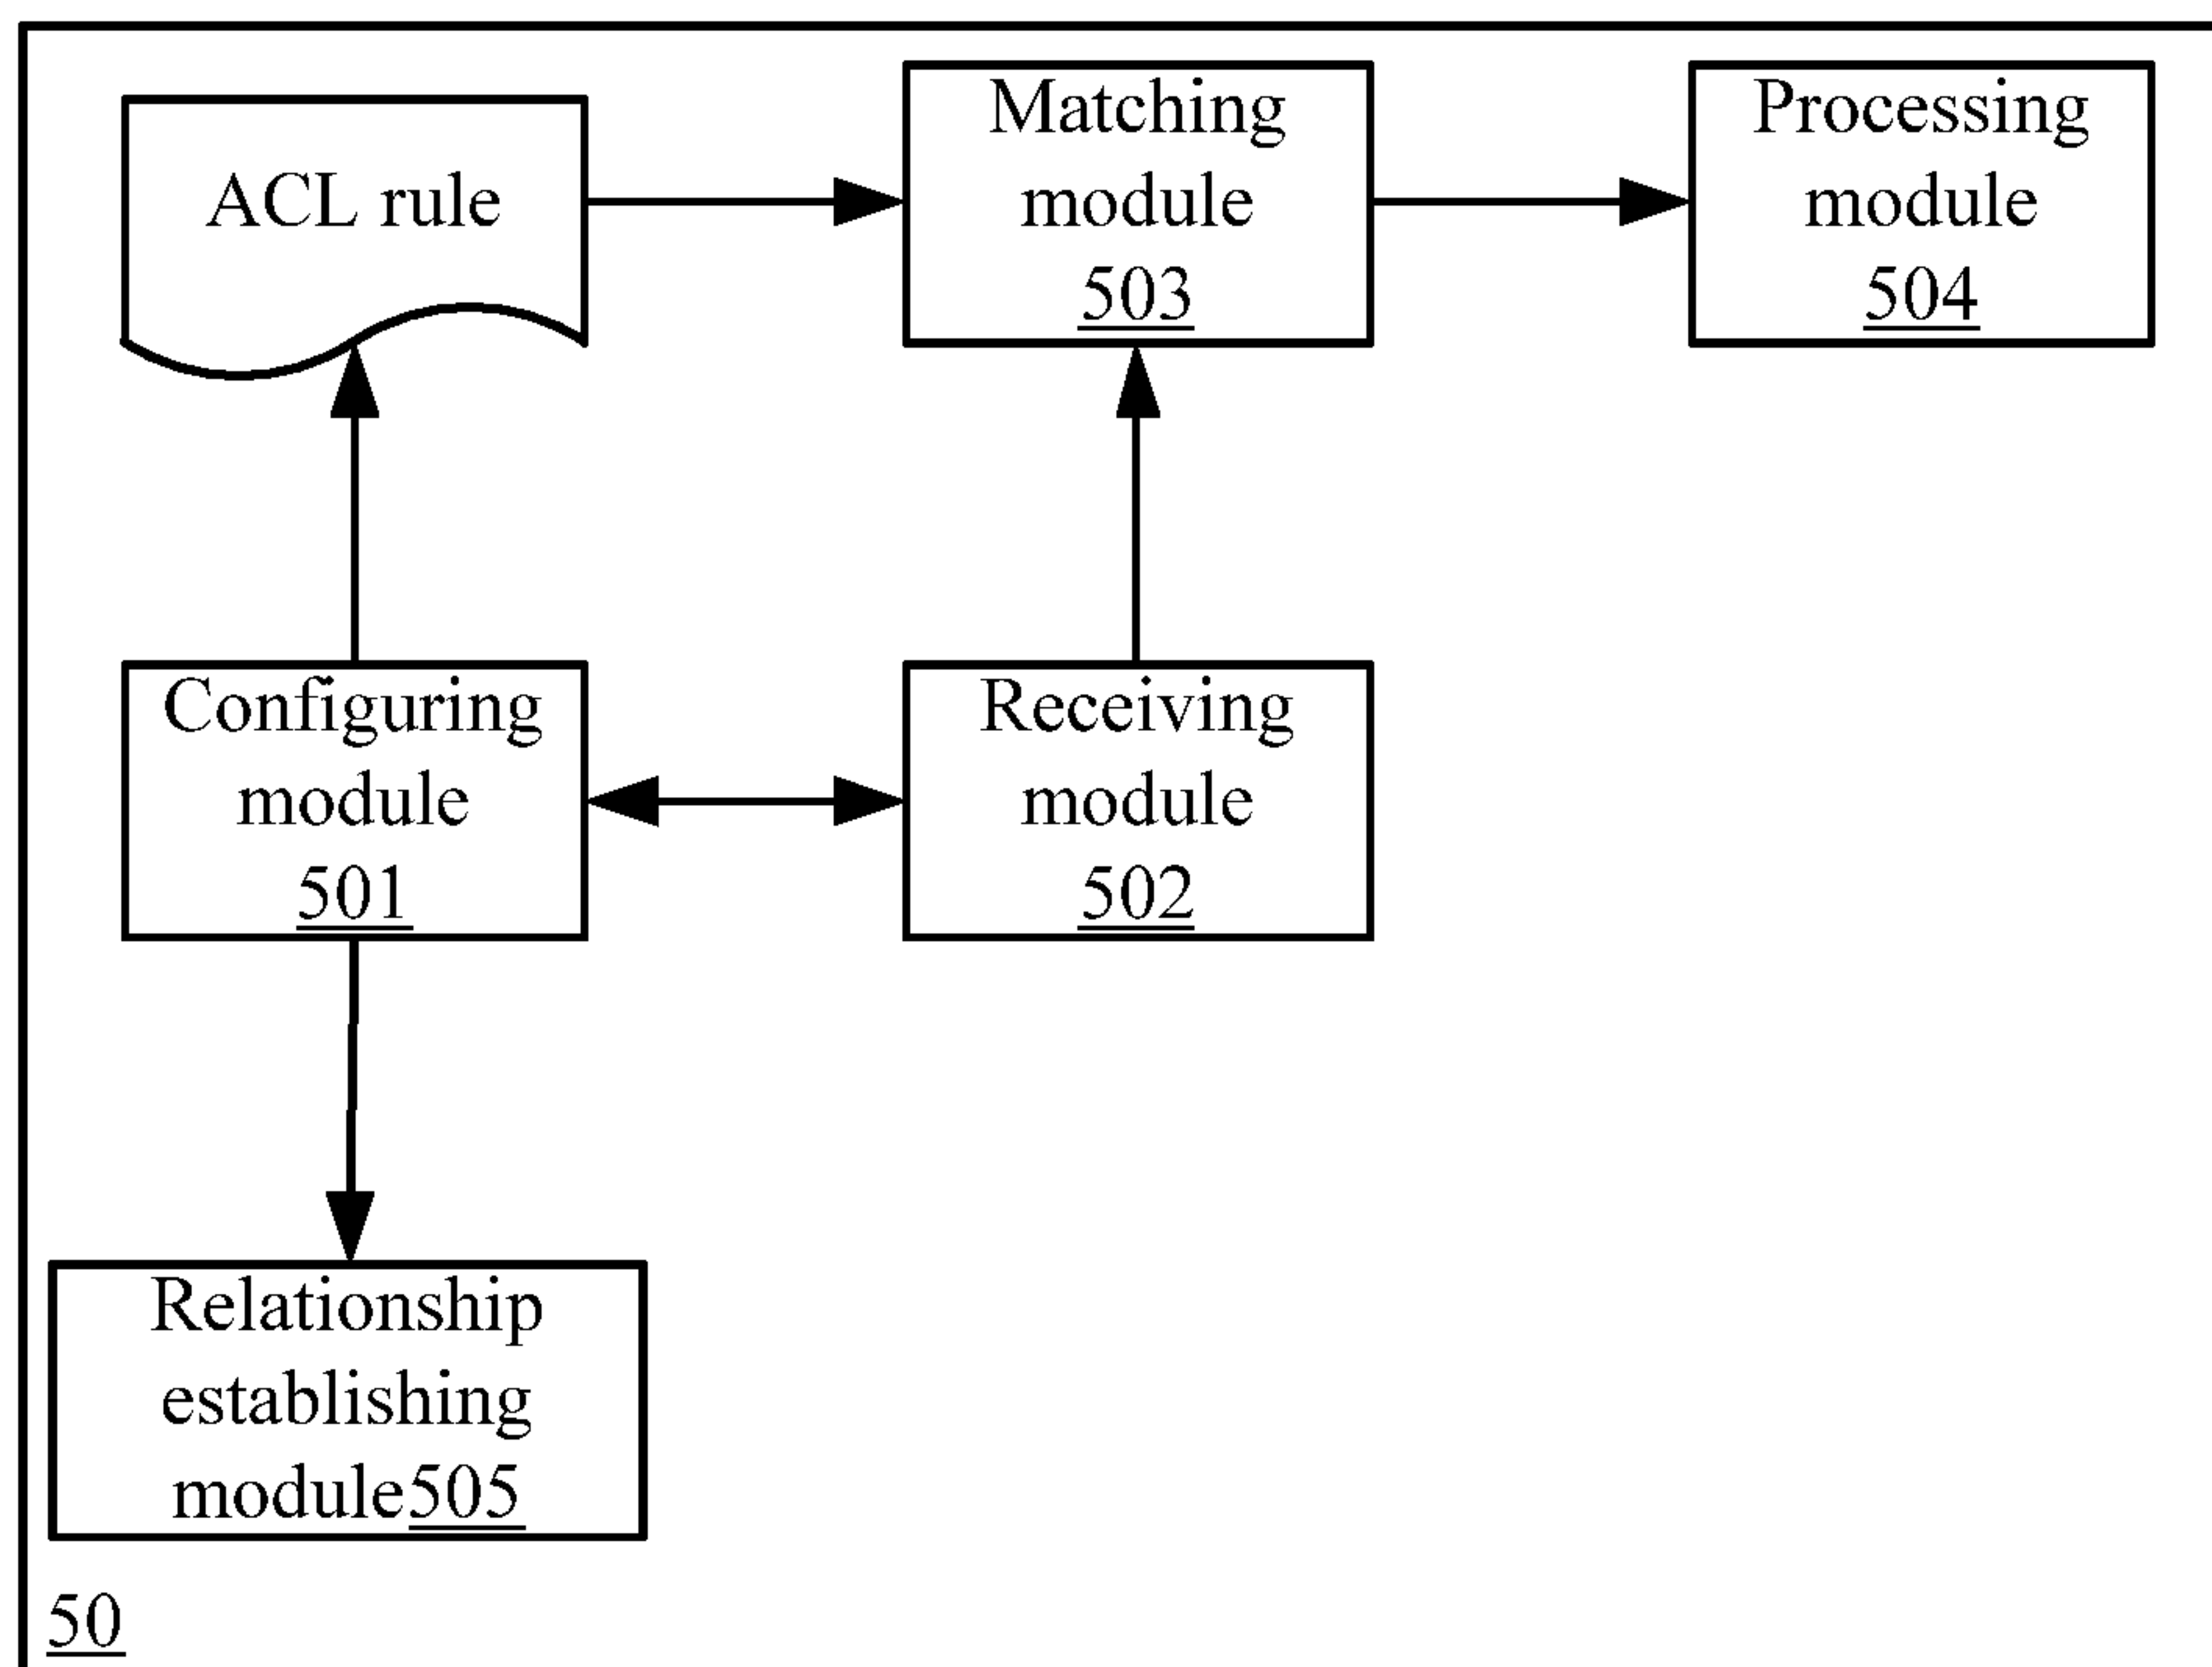 ACL rule
Matching
module
503
Processing
module
504
Configuring
module
501
Receiving
module
502
Relationship
establishing
module505
50